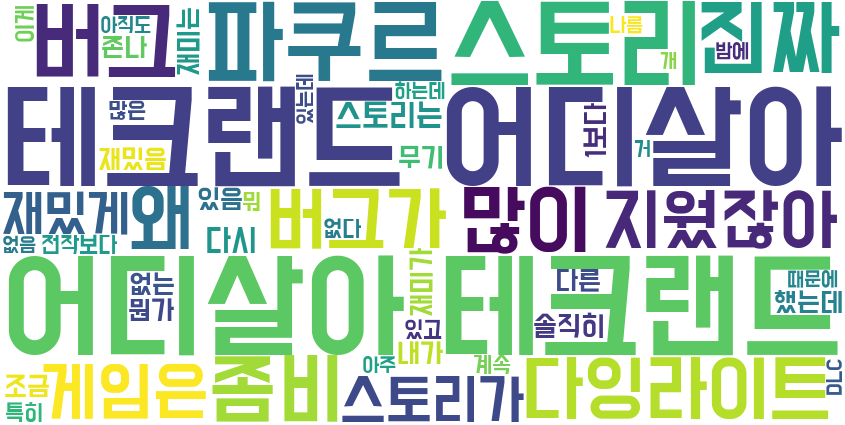 이게
버그
아직도
존나
재미는
파쿠르
스토리
나름
개
진짜
밤에
테크랜드
많은
재밌음
있는데
하는데
스토리는
무기
어디살아
1보다
거
재밌게
왜
있음
뭐
버그가
없다
많이
지웠잖아
없음
전작보다
다시
어디살아
없는
뭔가
재미가
있고
테크랜드
다른
솔직히
때문에
했는데
조금
특히
게임은
좀비
아주
내가
스토리가
계속
다잉라이트
DLC